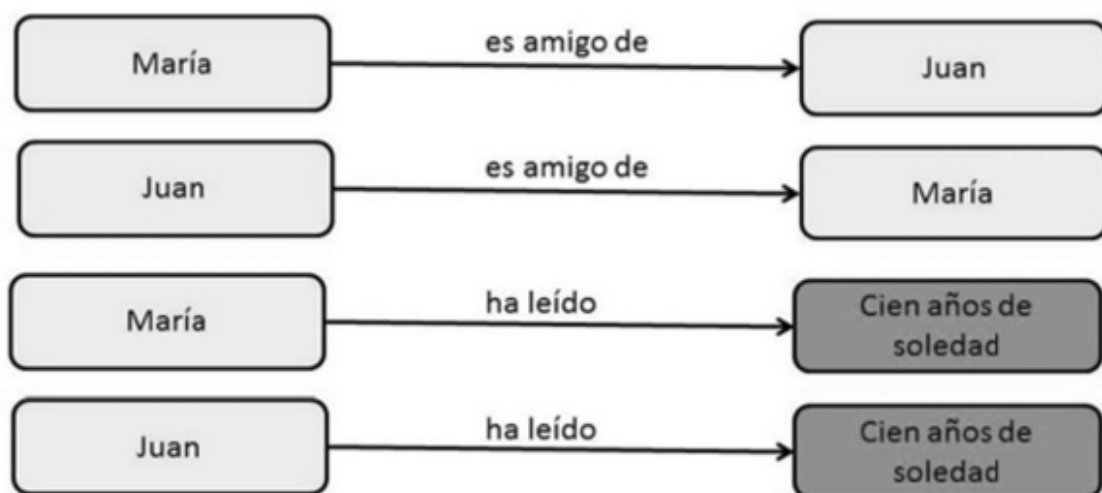 María
es amigo de
Juan
Juan
es amigo de
María
María
ha leído
Cien años de
soledad
Juan
ha leído
Cien años de
soledad